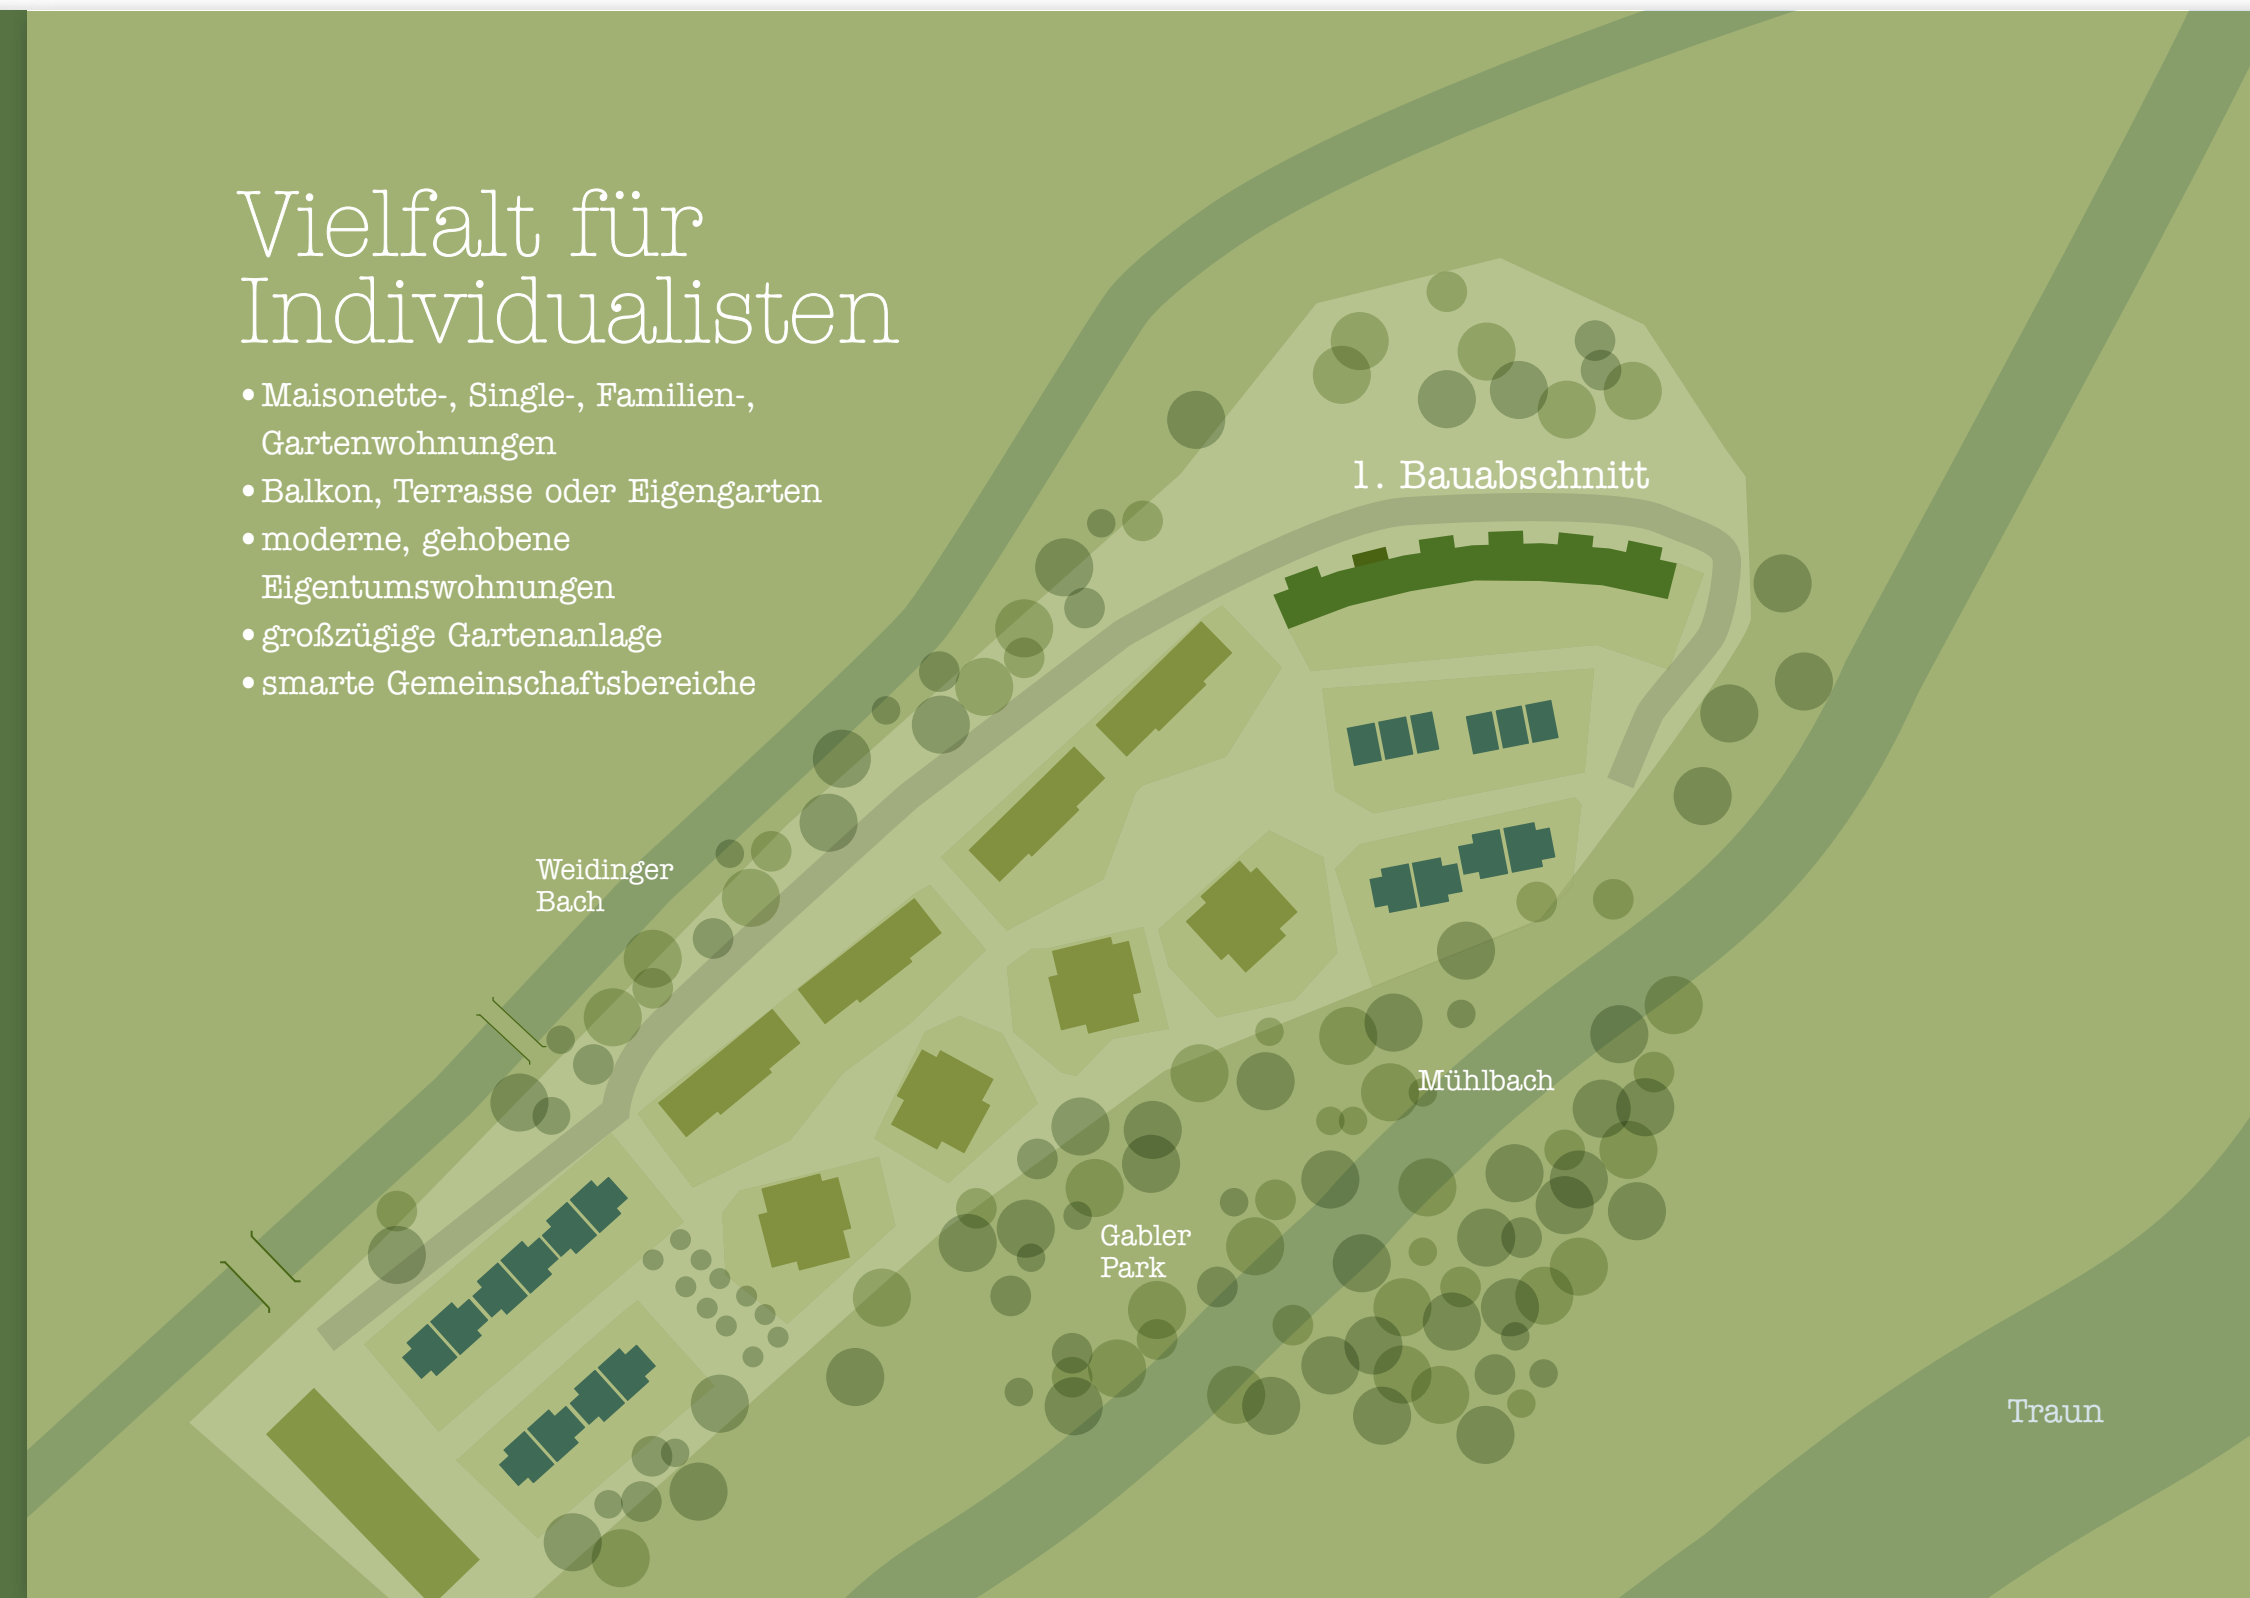 Vielfalt für
Individualisten
• Maisonette-, Single-, Familien-,
Gartenwohnungen
• Balkon, Terrasse oder Eigengarten
• moderne, gehobene
Eigentumswohnungen
• großzügige Gartenanlage
• smarte Gemeinschaftsbereiche
1. Bauabschnitt
Weidinger
Bach
Mühlbach
Gabler
Park
Traun